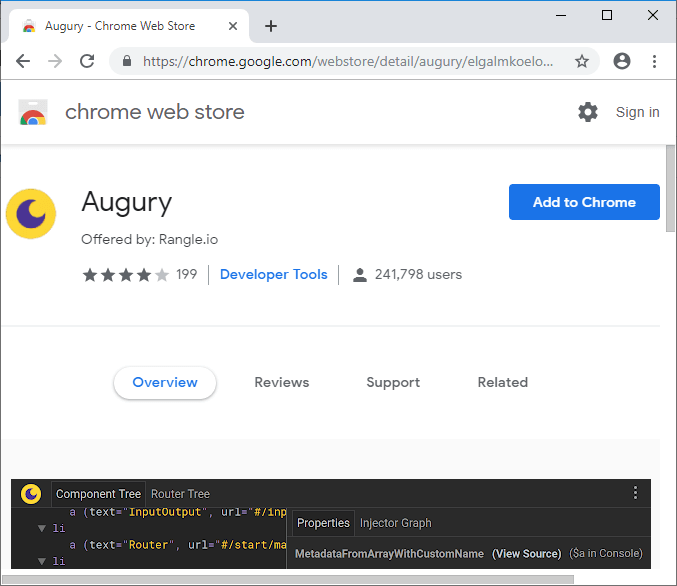 Augury - Chrome Web Store
https://chrome.google.com/webstore/detail/augury/elgalmkoelo...
chrome web store
Sign in
Augury
Add to Chrome
Offered by: Rangle.io
199
Developer Tools
241,798 users
Overview
Reviews
Support
Related
Component Tree
Router Tree
a (text="InputOutput", url="#/inp
li
a (text="Router", url="#/start/ma
li
Properties
Injector Graph
MetadataFromArrayWithCustomName (View Source) ($a in Console)